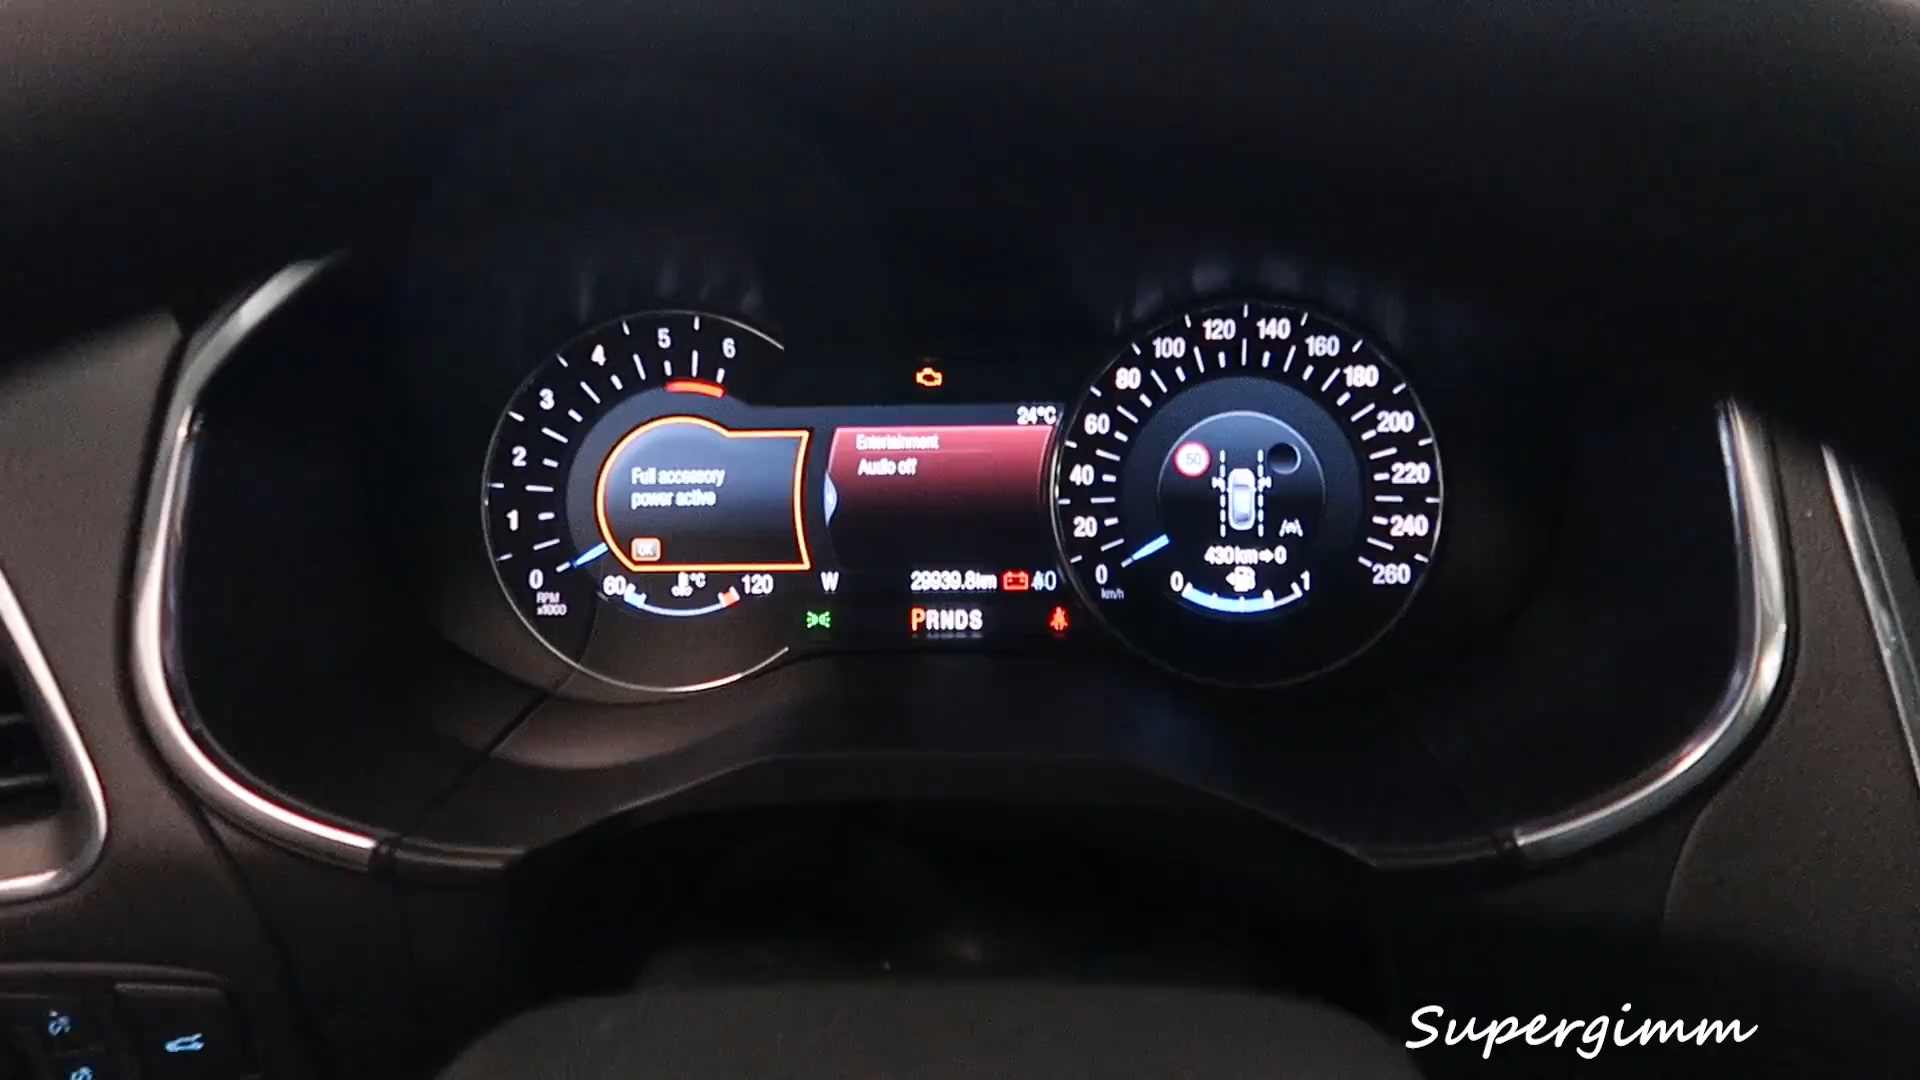 0
1
2
3
4
5
6
RPM
x1000
Full accessory
power active
OK
60
°C
120
24°C
Entertainment
Audio off
W
29939.8km
PRNDS
0
20
40
60
80
100
120
140
160
180
200
220
240
260
km/h
50
430km➩0
0
1
Supergimm